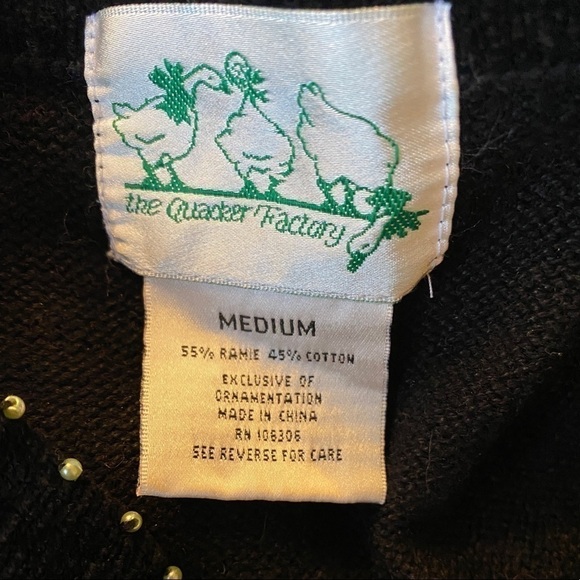 the Quacker Factory
MEDIUM
55% RAMIE 45% COTTON
EXCLUSIVE OF
ORNAMENTATION
MADE IN CHINA
RN 106306
SEE REVERSE FOR CARE